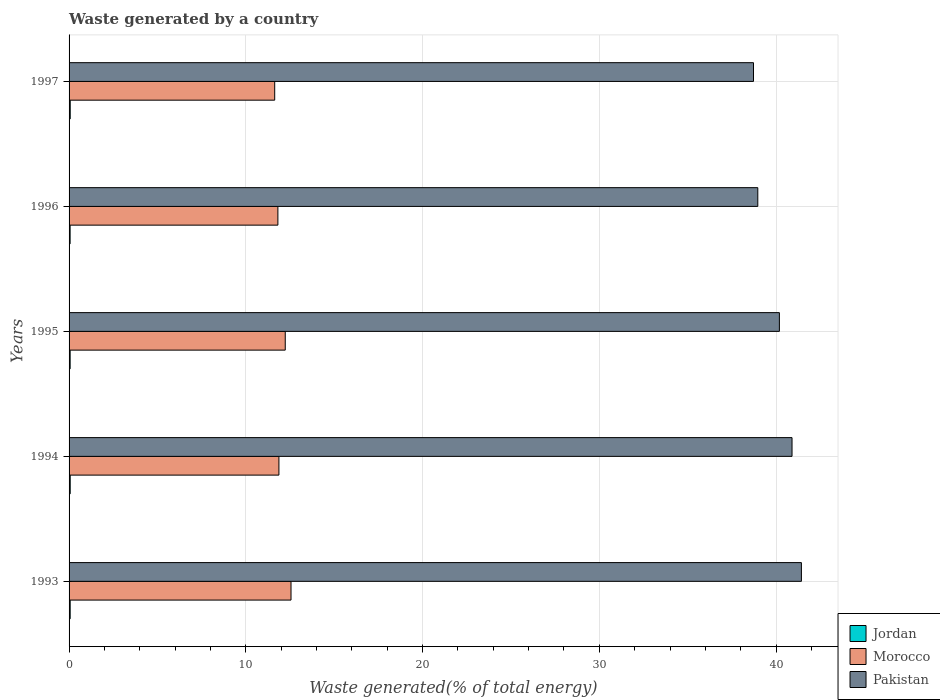 Waste generated by a country
1997
1996
1995
1994
1993
Years
0
10
20
30
40
Waste generated(% of total energy)
Jordan
Morocco
Pakistan